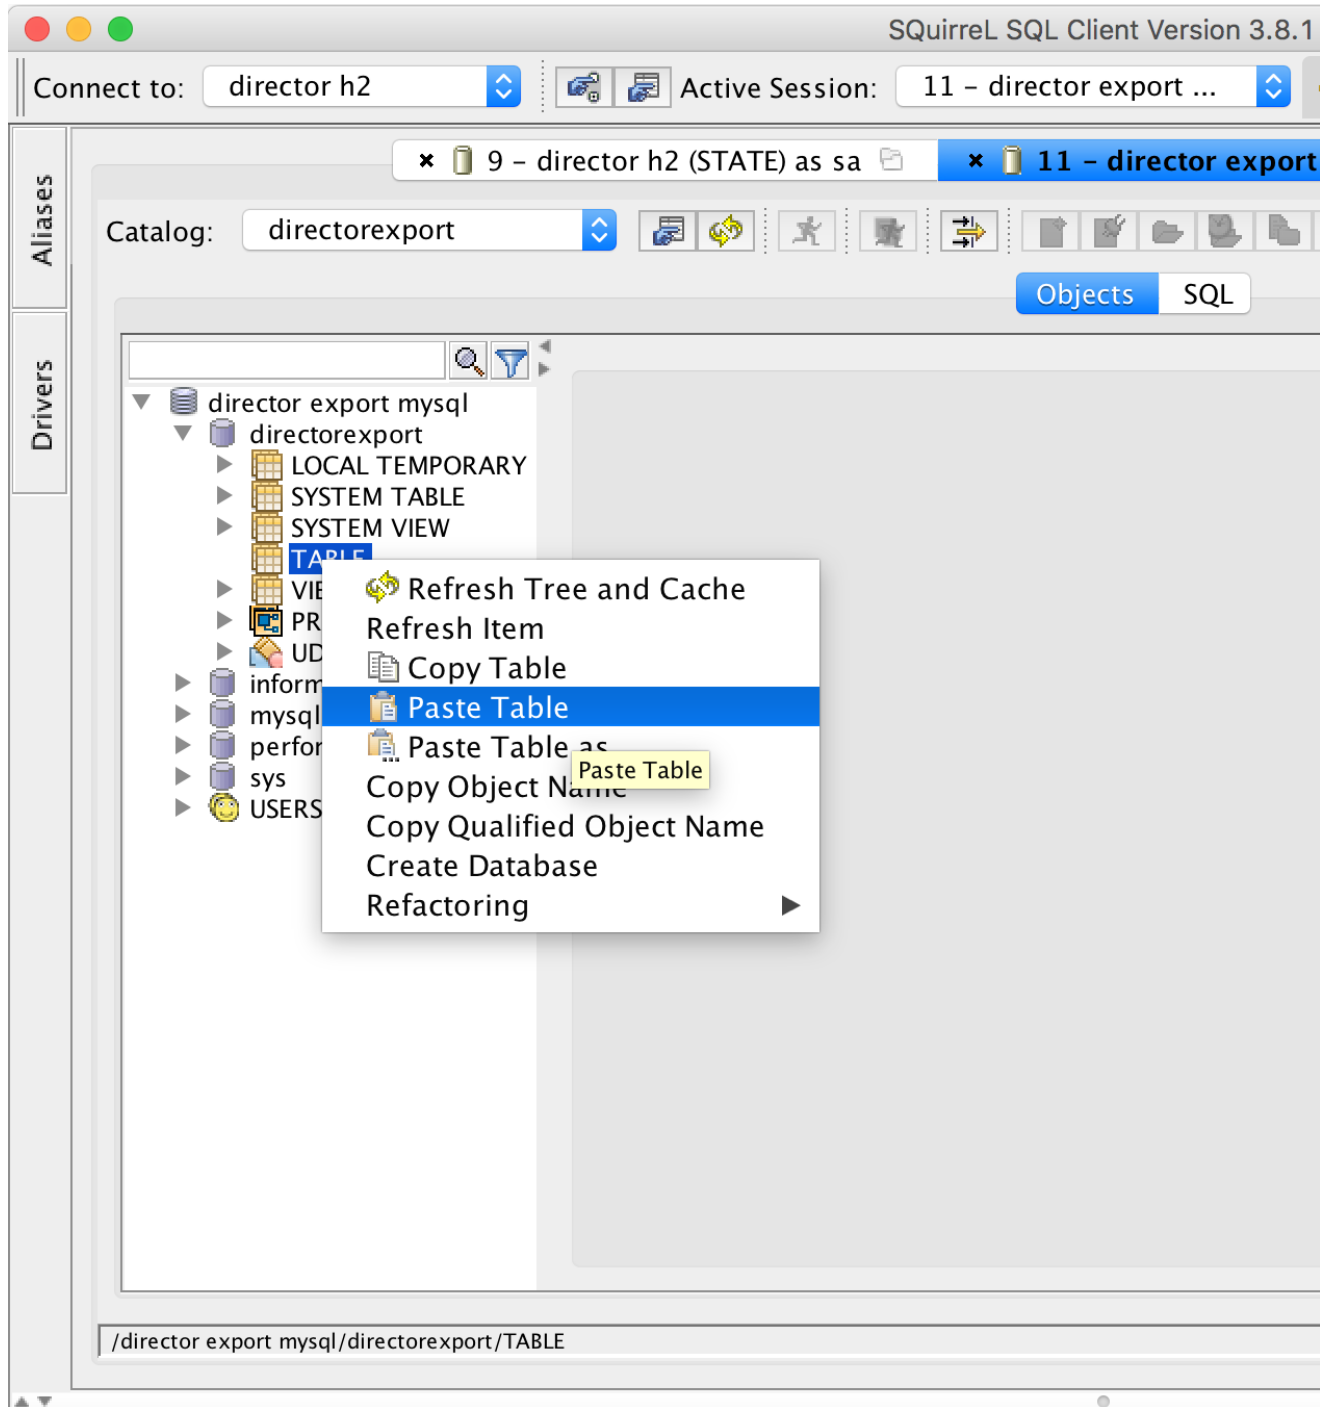 SQuirreL SQL Client Version 3.8.1
Connect to: director h2 Active Session: 11 – director export ...
Aliases
Drivers
9 – director h2 (STATE) as sa 11 – director export
Catalog: directorexport
Objects SQL
director export mysql
directorexport
LOCAL TEMPORARY
SYSTEM TABLE
SYSTEM VIEW
TABLE
VIE
PR
UD
inform
mysql
perfor
sys
USERS
Refresh Tree and Cache
Refresh Item
Copy Table
Paste Table
Paste Table as
Paste Table
Copy Object Name
Copy Qualified Object Name
Create Database
Refactoring
/director export mysql/directorexport/TABLE